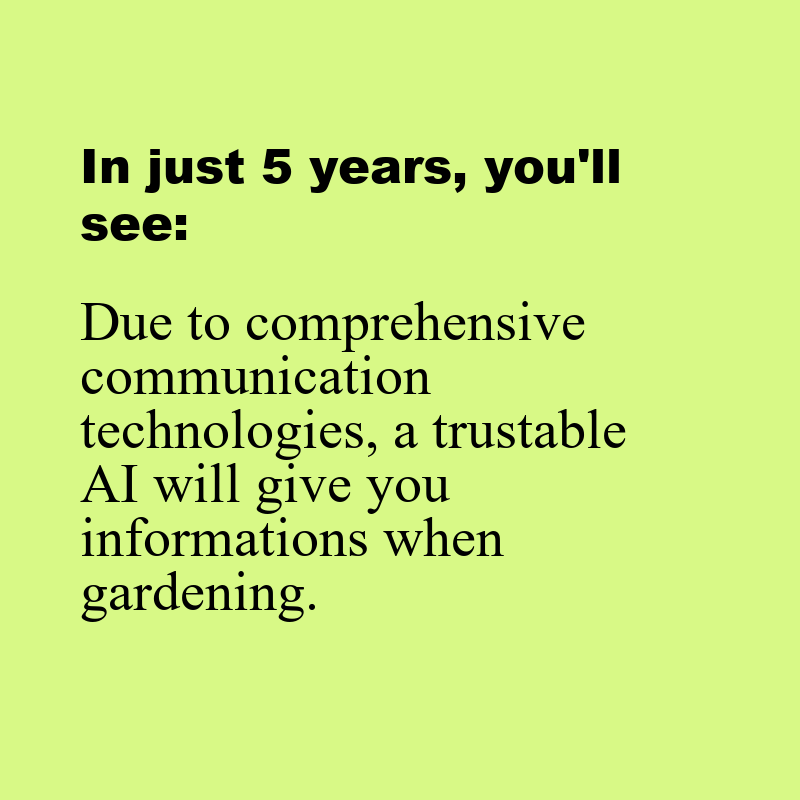 In just 5 years, you'll
see:
Due to comprehensive
communication
technologies, a trustable
AI will give you
informations when
gardening.